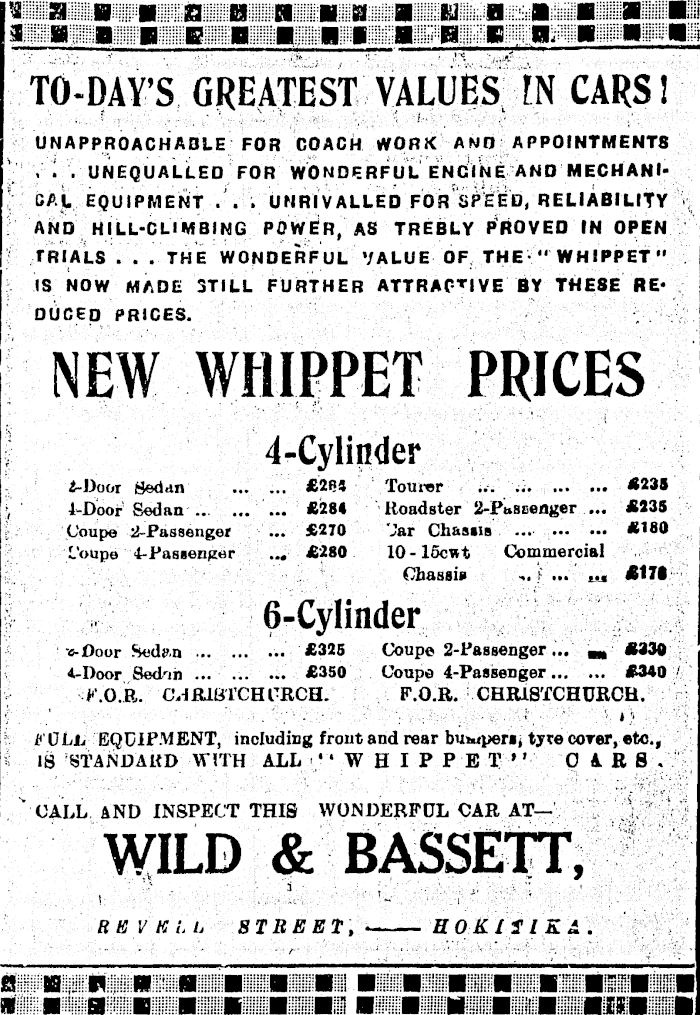 TO-DAY'S GREATEST VALUES IN CARS!
UNAPPROACHABLE FOR COACH WORK AND APPOINTMENTS
. . . UNEQUALLED FOR WONDERFUL ENGINE AND MECHANI-
CAL EQUIPMENT . . . UNRIVALLED FOR SPEED, RELIABILITY
AND HILL-CLIMBING POWER, AS TREBLY PROVED IN OPEN
TRIALS . . . THE WONDERFUL VALUE OF THE "WHIPPET"
IS NOW MADE STILL FURTHER ATTRACTIVE BY THESE RE-
DUCED PRICES.
NEW WHIPPET PRICES
4-Cylinder
2-Door Sedan ... ... £264 Tourer ... ... ... ... £235
4-Door Sedan ... ... ... £284 Roadster 2-Passenger ... £235
Coupe 2-Passenger ... £270 Car Chassis ... ... ... £180
Coupe 4-Passenger ... £280 10-15cwt Commercial
Chassis ... ... ...
6-Cylinder
-Door Sedan ... ... ... £325 Coupe 2-Passenger ... ... £330
4-Door Sedan ... ... ... £350 Coupe 4-Passenger ... ... £340
F.O.R. CHRISTCHURCH. F.O.R. CHRISTCHURCH.
FULL EQUIPMENT, including front and rear bumpers, tyre cover, etc.,
IS STANDARD WITH ALL "WHIPPET" CARS.
CALL AND INSPECT THIS WONDERFUL CAR AT—
WILD & BASSETT,
REVELL STREET, —— HOKITIKA.